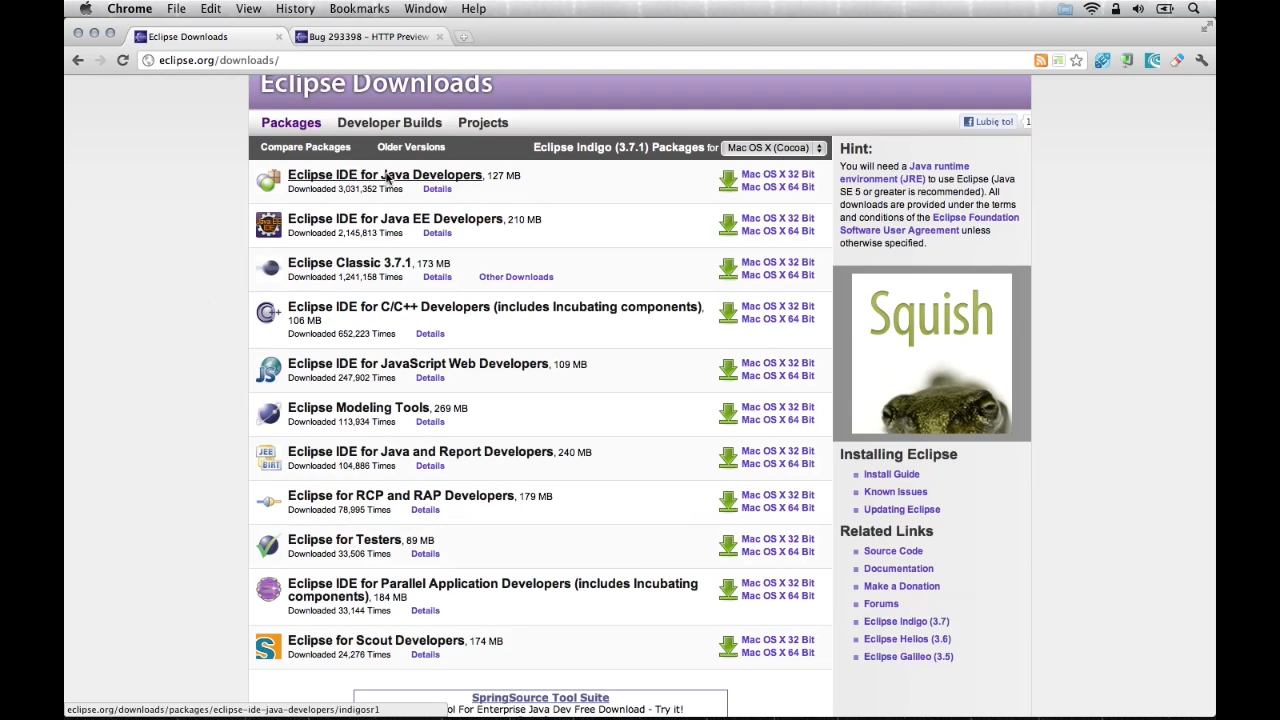 Chrome File Edit View History Bookmarks Window Help
Eclipse Downloads
Bug 293398 – HTTP Preview
eclipse.org/downloads/
Eclipse Downloads
Packages Developer Builds Projects
Lubię to! 1
Compare Packages Older Versions Eclipse Indigo (3.7.1) Packages for Mac OS X (Cocoa)
Eclipse IDE for Java Developers, 127 MB
Downloaded 3,031,352 Times Details
Mac OS X 32 Bit
Mac OS X 64 Bit
Eclipse IDE for Java EE Developers, 210 MB
Downloaded 2,145,813 Times Details
Mac OS X 32 Bit
Mac OS X 64 Bit
Eclipse Classic 3.7.1, 173 MB
Downloaded 1,241,158 Times Details Other Downloads
Mac OS X 32 Bit
Mac OS X 64 Bit
Eclipse IDE for C/C++ Developers (includes Incubating components),
106 MB
Downloaded 652,223 Times Details
Mac OS X 32 Bit
Mac OS X 64 Bit
Eclipse IDE for JavaScript Web Developers, 109 MB
Downloaded 247,902 Times Details
Mac OS X 32 Bit
Mac OS X 64 Bit
Eclipse Modeling Tools, 269 MB
Downloaded 113,934 Times Details
Mac OS X 32 Bit
Mac OS X 64 Bit
JEE
BIRT
Eclipse IDE for Java and Report Developers, 240 MB
Downloaded 104,886 Times Details
Mac OS X 32 Bit
Mac OS X 64 Bit
Eclipse for RCP and RAP Developers, 179 MB
Downloaded 78,995 Times Details
Mac OS X 32 Bit
Mac OS X 64 Bit
Eclipse for Testers, 89 MB
Downloaded 33,506 Times Details
Mac OS X 32 Bit
Mac OS X 64 Bit
Eclipse IDE for Parallel Application Developers (includes Incubating
components), 184 MB
Downloaded 33,144 Times Details
Mac OS X 32 Bit
Mac OS X 64 Bit
Eclipse for Scout Developers, 174 MB
Downloaded 24,276 Times Details
Mac OS X 32 Bit
Mac OS X 64 Bit
SpringSource Tool Suite
ol For Enterprise Java Dev Free Download - Try it!
Hint:
You will need a Java runtime
environment (JRE) to use Eclipse (Java
SE 5 or greater is recommended). All
downloads are provided under the terms
and conditions of the Eclipse Foundation
Software User Agreement unless
otherwise specified.
Squish
Installing Eclipse
Install Guide
Known Issues
Updating Eclipse
Related Links
Source Code
Documentation
Make a Donation
Forums
Eclipse Indigo (3.7)
Eclipse Helios (3.6)
Eclipse Galileo (3.5)
eclipse.org/downloads/packages/eclipse-ide-java-developers/indigosr1